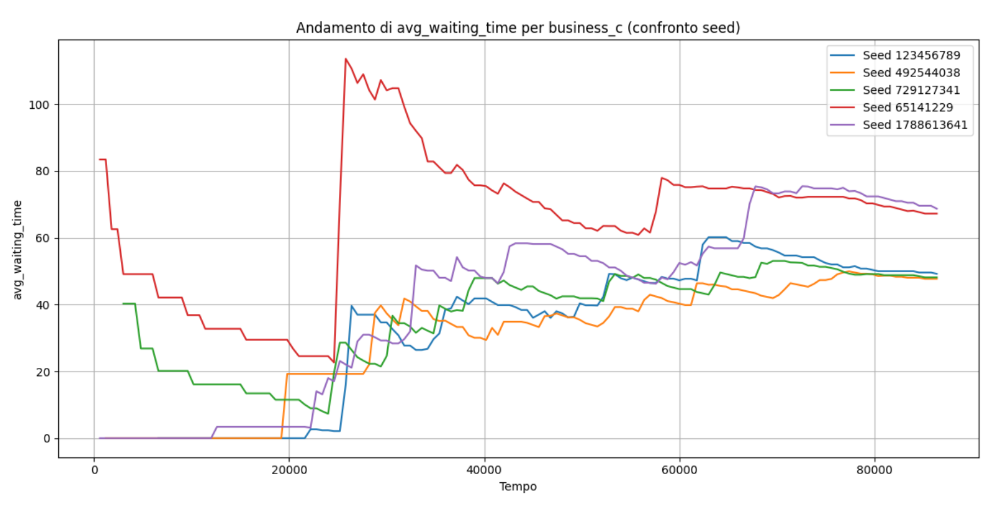 Andamento di avg_waiting_time per business_c (confronto seed)
Seed 123456789
Seed 492544038
Seed 729127341
Seed 65141229
Seed 1788613641
avg_waiting_time
100
80
60
40
20
0
0 20000 40000 60000 80000
Tempo